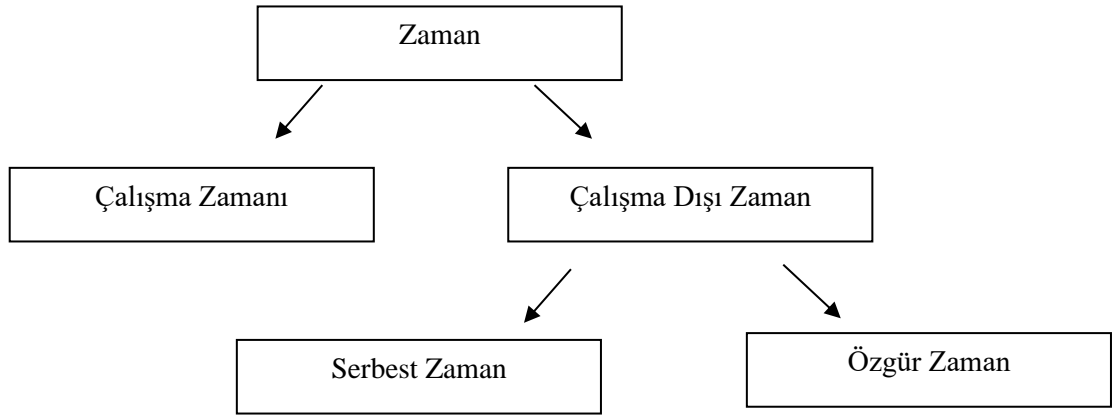 Zaman
Çalışma Zamanı
Çalışma Dışı Zaman
Serbest Zaman
Özgür Zaman